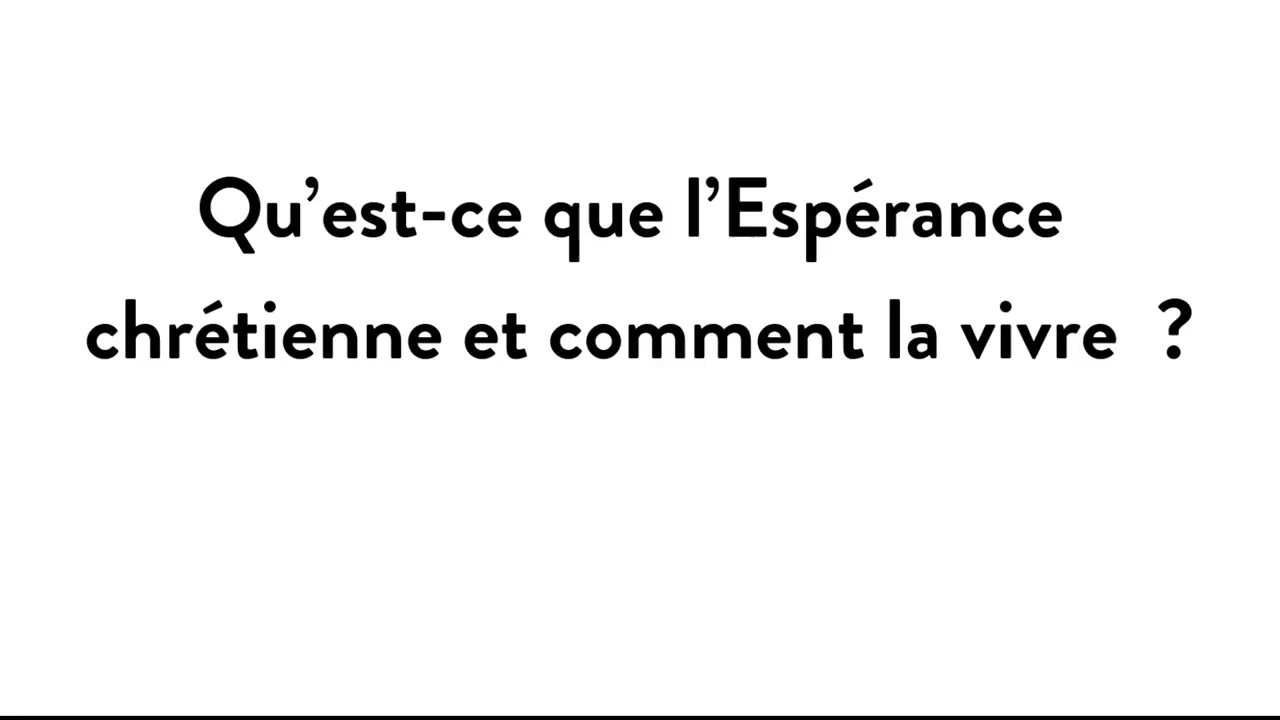 Qu’est-ce que l’Espérance
chrétienne et comment la vivre  ?